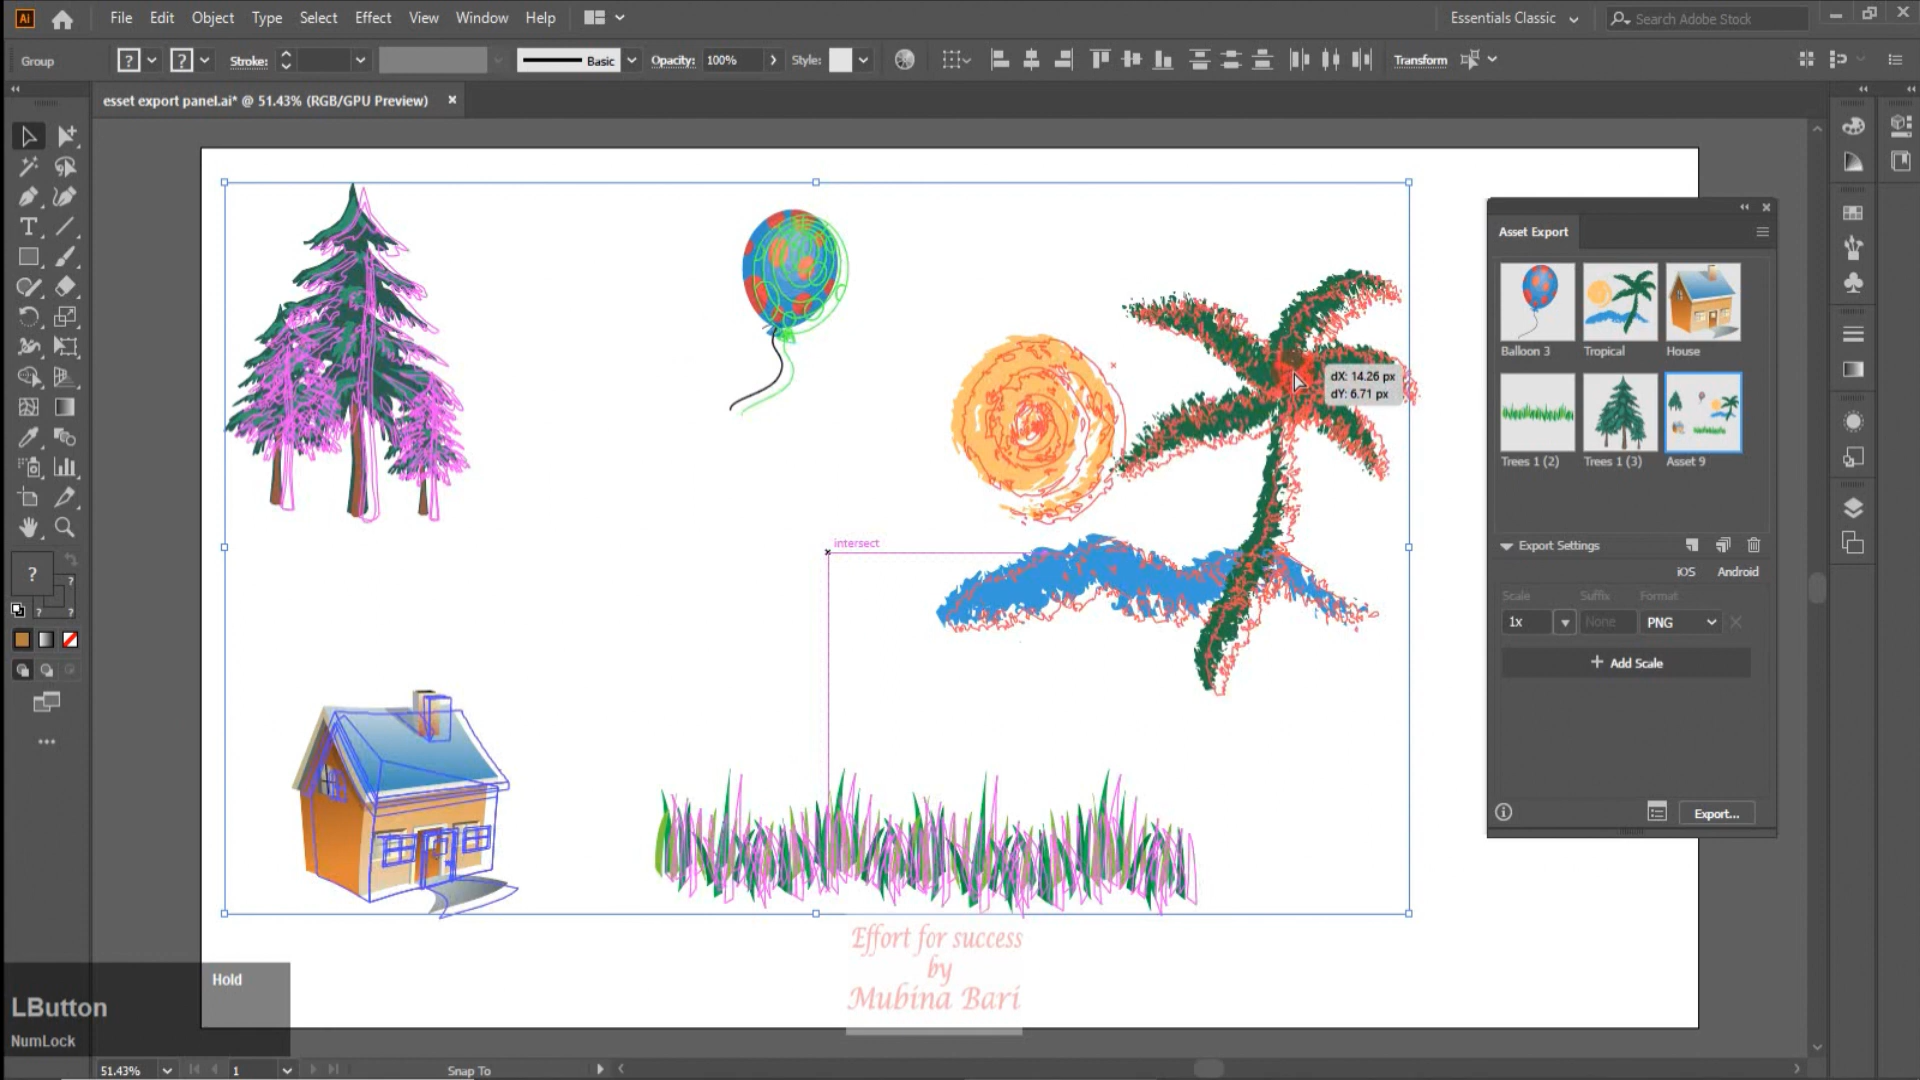 Ai File Edit Object Type Select Effect View Window Help Essentials Classic Search Adobe Stock
Group ? ? Stroke: Basic Opacity: 100% Style: Transform
esset export panel.ai* @ 51.43% (RGB/GPU Preview)
Asset Export
Balloon 3 Tropical House
dX: 14.26 px
dY: 6.71 px
Trees 1 (2) Trees 1 (3) Asset 9
intersect
Export Settings
iOS Android
Scale Suffix Format
1x None PNG
+ Add Scale
Export...
Effort for success
by
Mubina Bari
Hold
LButton
NumLock
51.43% 1 Snap To